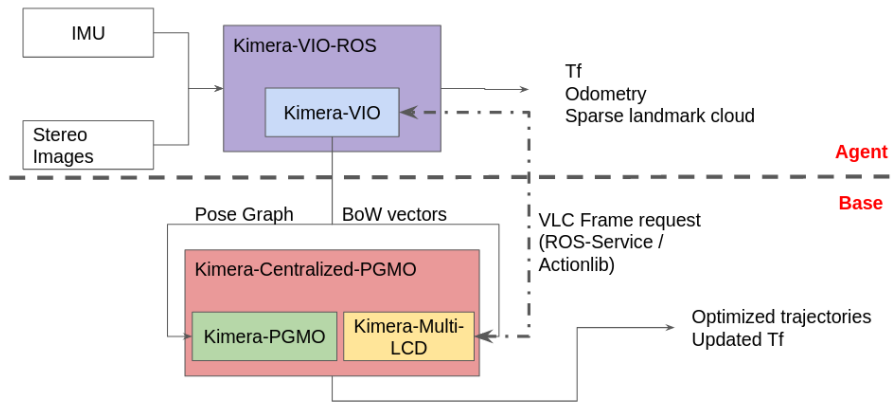 IMU
Kimera-VIO-ROS
Kimera-VIO
Stereo
Images
Tf
Odometry
Sparse landmark cloud
Agent
Base
Pose Graph
BoW vectors
VLC Frame request
(ROS-Service /
Actionlib)
Kimera-Centralized-PGMO
Kimera-PGMO
Kimera-Multi-
LCD
Optimized trajectories
Updated Tf